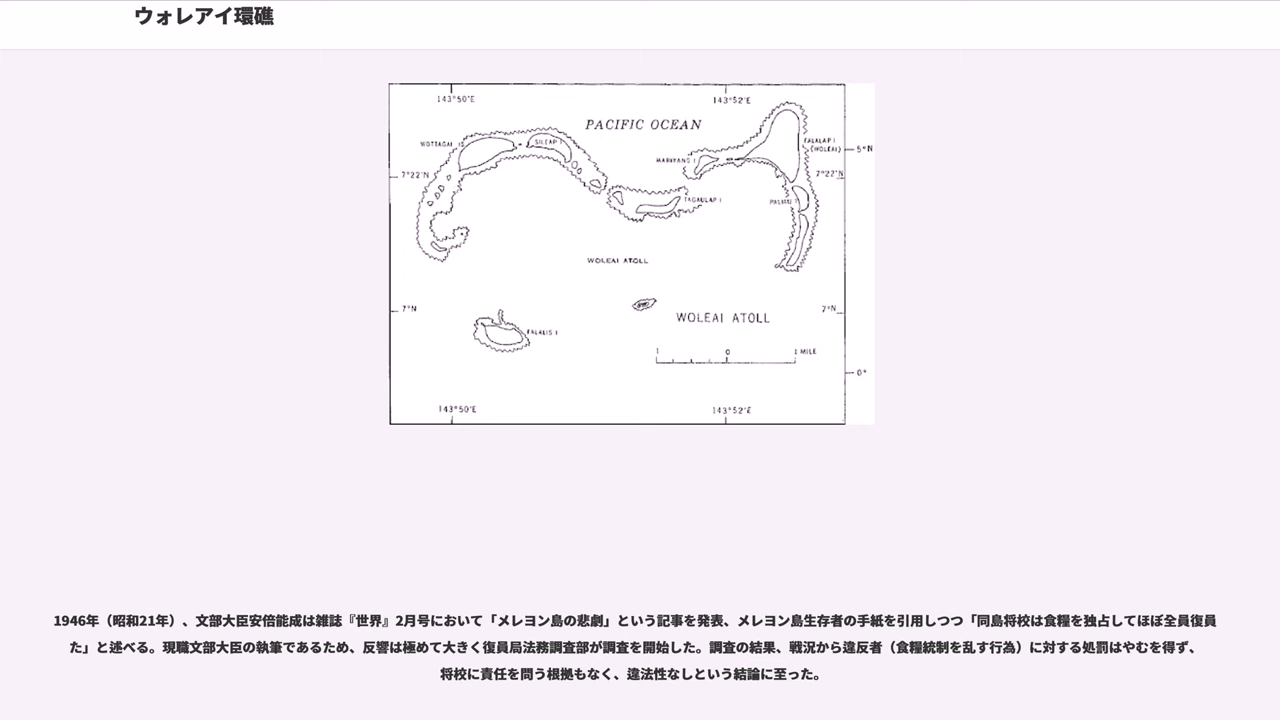 ウォレアイ環礁
143°50'E
143°52'E
PACIFIC OCEAN
WOTTAGAI I
SILIAP I
MARIYANG I
FALALAP I
(WOLEAI)
5°N
7°22'N
7°22'N
TAGAULAP I
PALIAU I
WOLEAI ATOLL
7°N
7°N
WOLEAI ATOLL
FALALIS I
1 0 1 MILE
0°
143°50'E
143°52'E
1946年（昭和21年）、文部大臣安倍能成は雑誌『世界』2月号において「メレヨン島の悲劇」という記事を発表、メレヨン島生存者の手紙を引用しつつ「同島将校は食糧を独占してほぼ全員復員
た」と述べる。現職文部大臣の執筆であるため、反響は極めて大きく復員局法務調査部が調査を開始した。調査の結果、戦況から違反者（食糧統制を乱す行為）に対する処罰はやむを得ず、
将校に責任を問う根拠もなく、違法性なしという結論に至った。